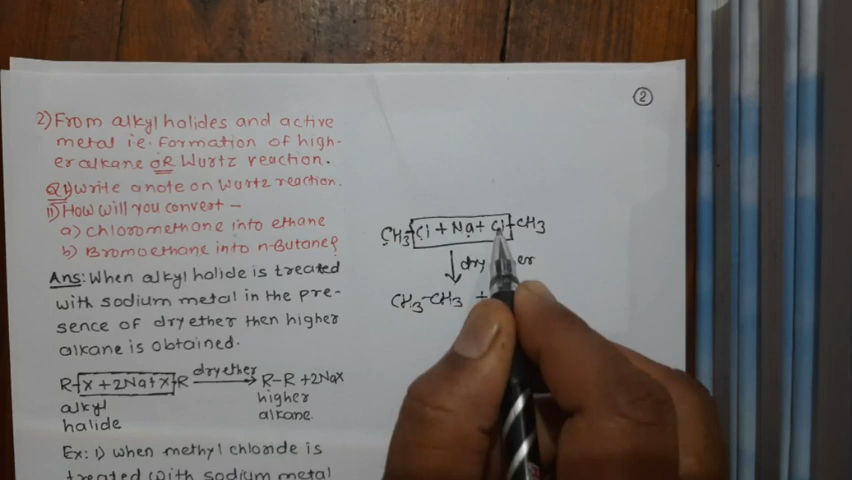 2
2) From alkyl halides and active
metal i.e. formation of high-
er alkane OR Wurtz reaction.
Q.1) Write a note on Wurtz reaction.
11) How will you convert -
a) chloromethane into ethane
b) Bromoethane into n-Butane?
Ans: When alkyl halide is treated
with sodium metal in the pre-
sence of dry ether then higher
alkane is obtained.
R-X + 2Na + X-R dry ether R-R + 2NaX
alkyl
halide
higher
alkane
Ex: 1) when methyl chloride is
treated with sodium metal
CH3-Cl + Na + Cl-CH3
dry er
CH3-CH3 +